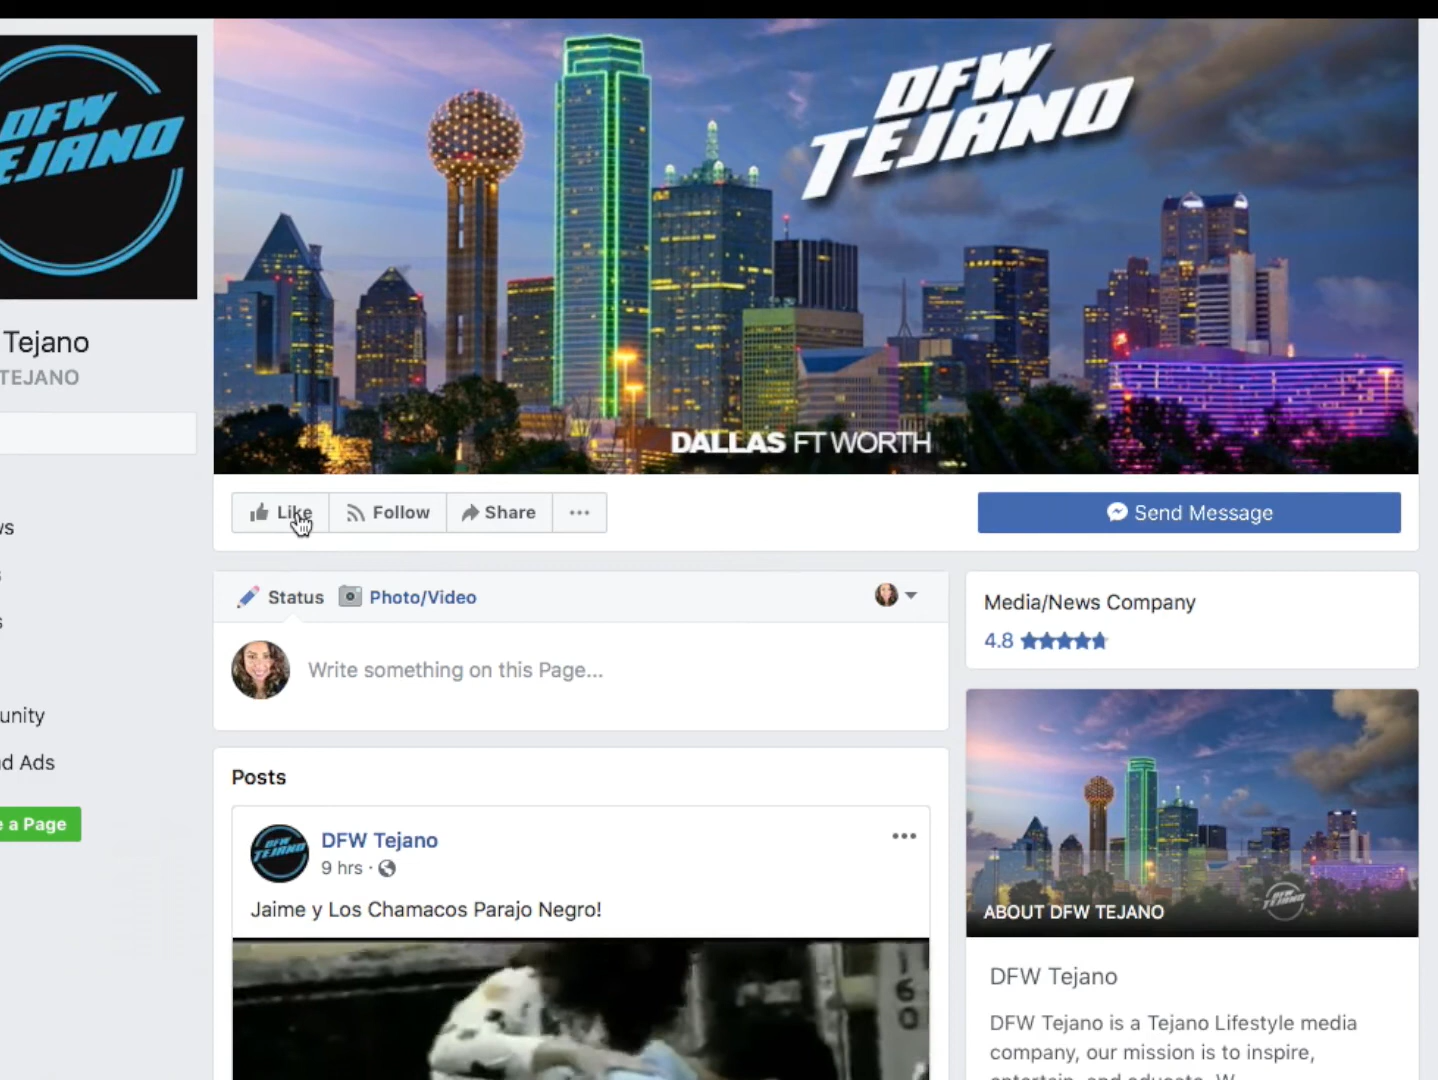 DFW
TEJANO
DFW
TEJANO
Tejano
TEJANO
DALLAS FT WORTH
Like
Follow
Share
Send Message
Status
Photo/Video
Write something on this Page...
Media/News Company
4.8
unity
d Ads
e a Page
Posts
DFW Tejano
9 hrs
Jaime y Los Chamacos Parajo Negro!
160
ABOUT DFW TEJANO
DFW Tejano
DFW Tejano is a Tejano Lifestyle media
company, our mission is to inspire,